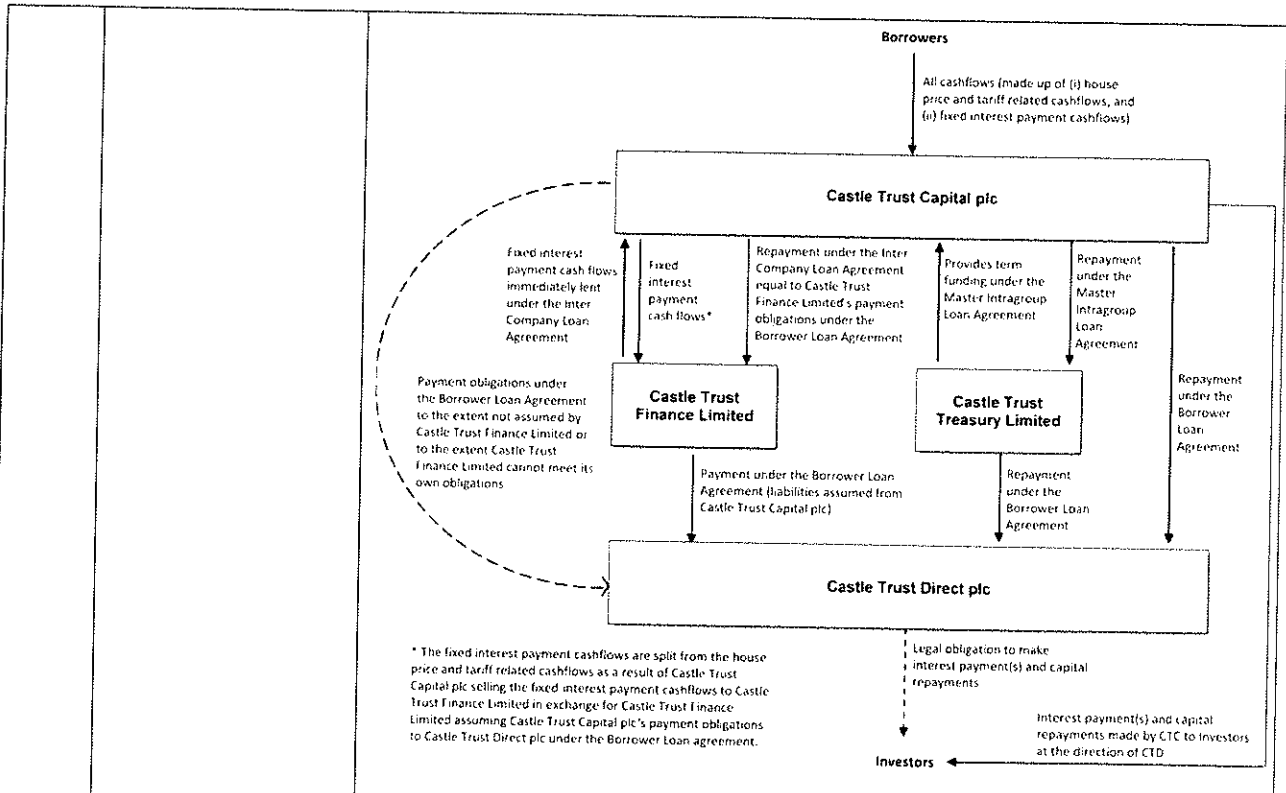 Borrowers
All cashflows (made up of (i) house
price and tariff related cashflows, and
(ii) fixed interest payment cashflows)
Castle Trust Capital plc
Fixed interest
payment cash flows
immediately lent
under the Inter
Company Loan
Agreement
Fixed
interest
payment
cash flows*
Repayment under the Inter
Company Loan Agreement
equal to Castle Trust
Finance Limited's payment
obligations under the
Borrower Loan Agreement
Provides term
funding under the
Master Intragroup
Loan Agreement
Repayment
under the
Master
Intragroup
Loan
Agreement
Repayment
under the
Borrower
Loan
Agreement
Payment obligations under
the Borrower Loan Agreement
to the extent not assumed by
Castle Trust Finance Limited or
to the extent Castle Trust
Finance Limited cannot meet its
own obligations
Castle Trust
Finance Limited
Castle Trust
Treasury Limited
Payment under the Borrower Loan
Agreement (liabilities assumed from
Castle Trust Capital plc)
Repayment
under the
Borrower Loan
Agreement
Castle Trust Direct plc
* The fixed interest payment cashflows are split from the house
price and tariff related cashflows as a result of Castle Trust
Capital plc selling the fixed interest payment cashflows to Castle
Trust Finance Limited in exchange for Castle Trust Finance
Limited assuming Castle Trust Capital plc's payment obligations
to Castle Trust Direct plc under the Borrower Loan agreement.
Legal obligation to make
interest payment(s) and capital
repayments
Interest payment(s) and capital
repayments made by CTC to Investors
at the direction of CTD
Investors